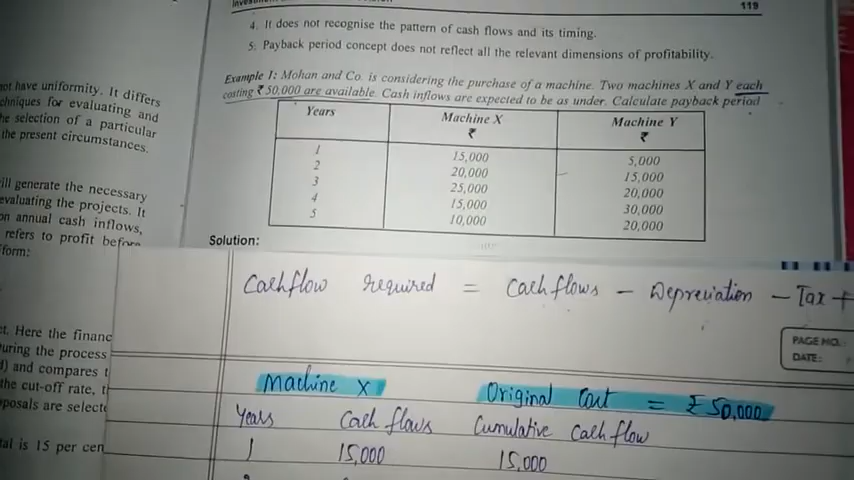 119
4. It does not recognise the pattern of cash flows and its timing.
5. Payback period concept does not reflect all the relevant dimensions of profitability.
Example 1: Mohan and Co. is considering the purchase of a machine. Two machines X and Y each
costing ₹ 50,000 are available. Cash inflows are expected to be as under. Calculate payback period
Years Machine X ₹ Machine Y ₹
1 15,000 5,000
2 20,000 15,000
3 25,000 20,000
4 15,000 30,000
5 10,000 20,000
Solution:
not have uniformity. It differs
techniques for evaluating and
the selection of a particular
the present circumstances.
will generate the necessary
evaluating the projects. It
on annual cash inflows,
refers to profit before
form:
Here the financ
uring the process
and compares t
the cut-off rate, t
posals are selecte
tal is 15 per cen
Cashflow required = Cash flows - Depreciation - Tax +
PAGE NO.:
DATE:
Machine X Original Cost = ₹ 50,000
Years Cash flows Cumulative Cash flow
1 15,000 15,000